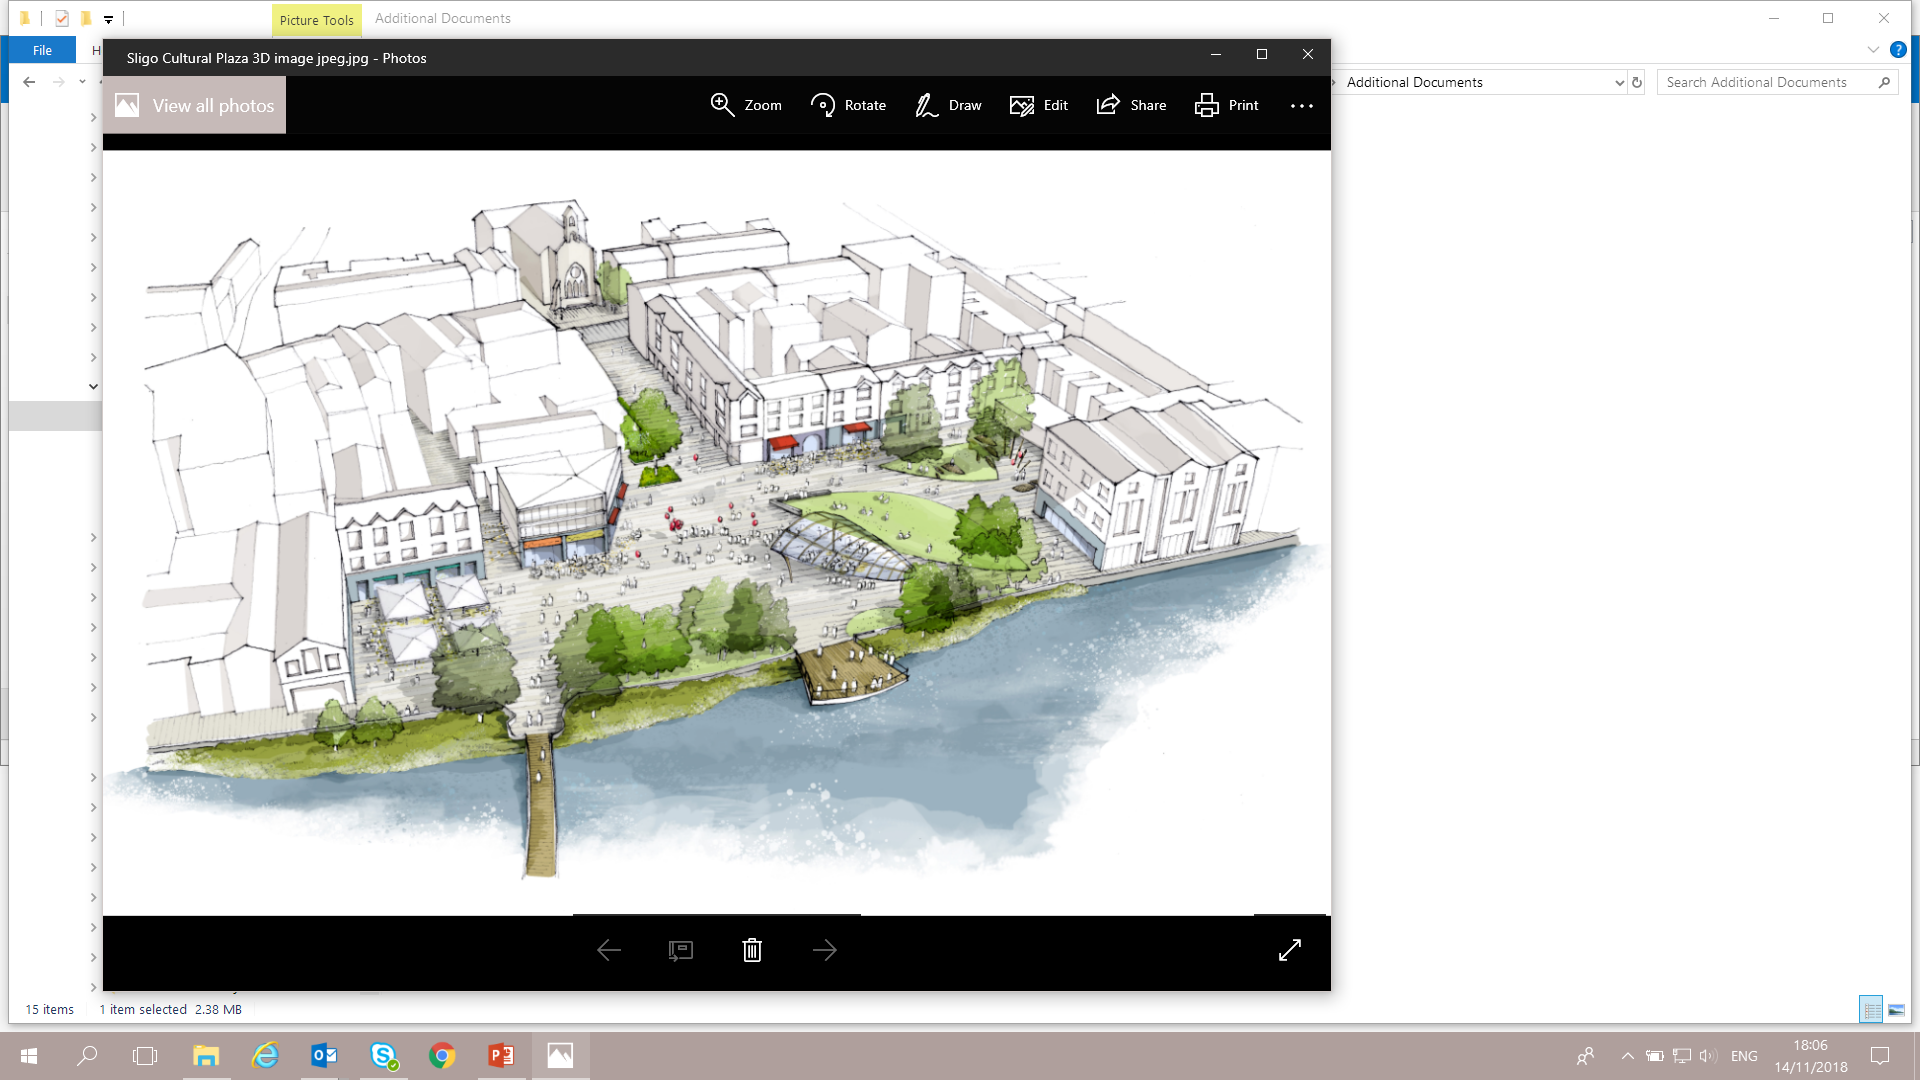 Picture Tools
Additional Documents
File
H
Sligo Cultural Plaza 3D image jpeg.jpg - Photos
View all photos
Zoom
Rotate
Draw
Edit
Share
Print
Additional Documents
Search Additional Documents
15 items
1 item selected
2.38 MB
ENG
18:06
14/11/2018